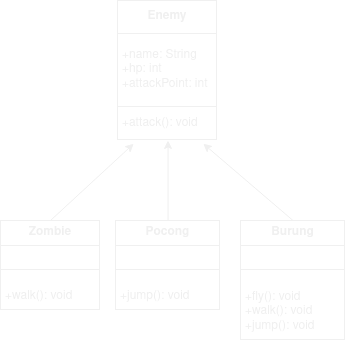 Enemy
+name: String
+hp: int
+attackPoint: int
+attack(): void
Zombie
+walk(): void
Pocong
+jump(): void
Burung
+fly(): void
+walk(): void
+jump(): void